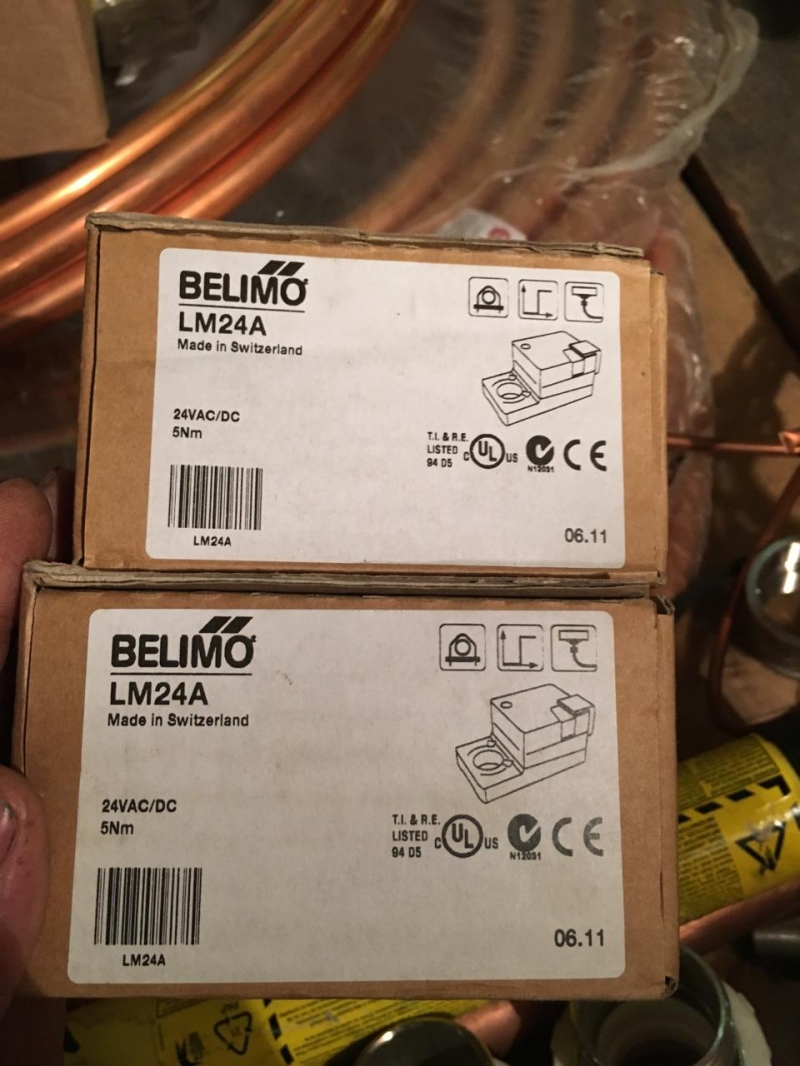 BELIMO
LM24A
Made in Switzerland
24VAC/DC
5Nm
T.I. & R.E.
LISTED
94 D5
C UL US
N12031
CE
LM24A
06.11
BELIMO
LM24A
Made in Switzerland
24VAC/DC
5Nm
T.I. & R.E.
LISTED
94 D5
C UL US
N12031
CE
LM24A
06.11